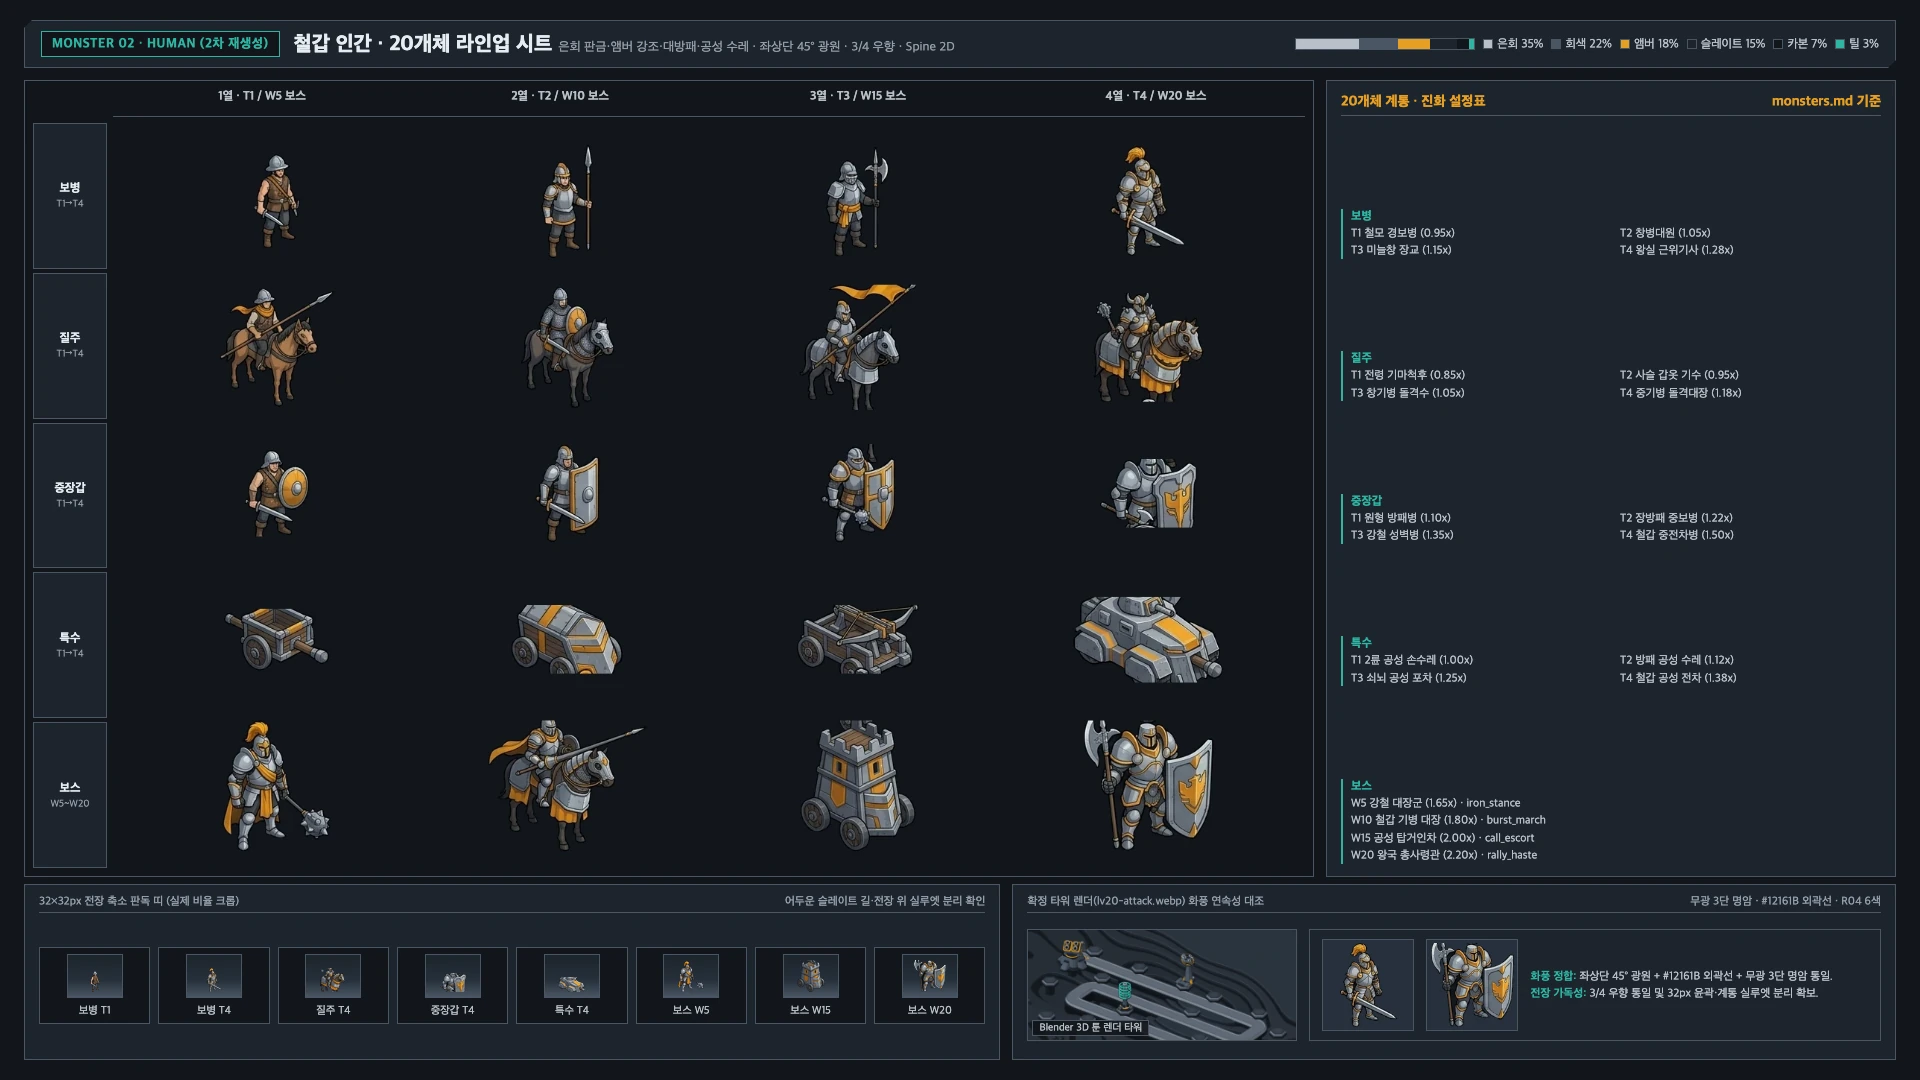 MONSTER 02 · HUMAN (2차 재생성)
철갑 인간 · 20개체 라인업 시트
은회 판금·앰버 강조·대방패·공성 수레 · 좌상단 45° 광원 · 3/4 우향 · Spine 2D
은회 35% 회색 22% 앰버 18% 슬레이트 15% 카본 7% 틸 3%
1열 · T1 / W5 보스
2열 · T2 / W10 보스
3열 · T3 / W15 보스
4열 · T4 / W20 보스
보병
T1→T4
질주
T1→T4
중장갑
T1→T4
특수
T1→T4
보스
W5~W20
20개체 계통 · 진화 설정표
monsters.md 기준
보병
T1 철모 경보병 (0.95x)
T2 창병대원 (1.05x)
T3 미늘창 장교 (1.15x)
T4 왕실 근위기사 (1.28x)
질주
T1 전령 기마척후 (0.85x)
T2 사슬 갑옷 기수 (0.95x)
T3 창기병 돌격수 (1.05x)
T4 중기병 돌격대장 (1.18x)
중장갑
T1 원형 방패병 (1.10x)
T2 장방패 중보병 (1.22x)
T3 강철 성벽병 (1.35x)
T4 철갑 중전차병 (1.50x)
특수
T1 2륜 공성 손수레 (1.00x)
T2 방패 공성 수레 (1.12x)
T3 쇠뇌 공성 포차 (1.25x)
T4 철갑 공성 전차 (1.38x)
보스
W5 강철 대장군 (1.65x) · iron_stance
W10 철갑 기병 대장 (1.80x) · burst_march
W15 공성 탑거인차 (2.00x) · call_escort
W20 왕국 총사령관 (2.20x) · rally_haste
32×32px 전장 축소 판독 띠 (실제 비율 크롭)
어두운 슬레이트 길·전장 위 실루엣 분리 확인
보병 T1
보병 T4
질주 T4
중장갑 T4
특수 T4
보스 W5
보스 W15
보스 W20
확정 타워 렌더(lv20-attack.webp) 화풍 연속성 대조
무광 3단 명암 · #12161B 외곽선 · R04 6색
Blender 3D 툰 렌더 타워
화풍 정합: 좌상단 45° 광원 + #12161B 외곽선 + 무광 3단 명암 통일.
전장 가독성: 3/4 우향 통일 및 32px 윤곽·계통 실루엣 분리 확보.